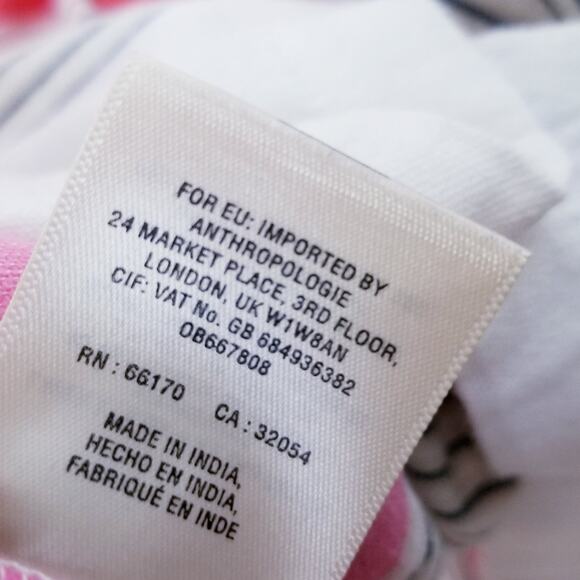 FOR EU: IMPORTED BY
ANTHROPOLOGIE
24 MARKET PLACE, 3RD FLOOR,
LONDON, UK W1W8AN
CIF: VAT No. GB 684936382
OB667808
RN : 66170 CA : 32054
MADE IN INDIA,
HECHO EN INDIA,
FABRIQUÉ EN INDE